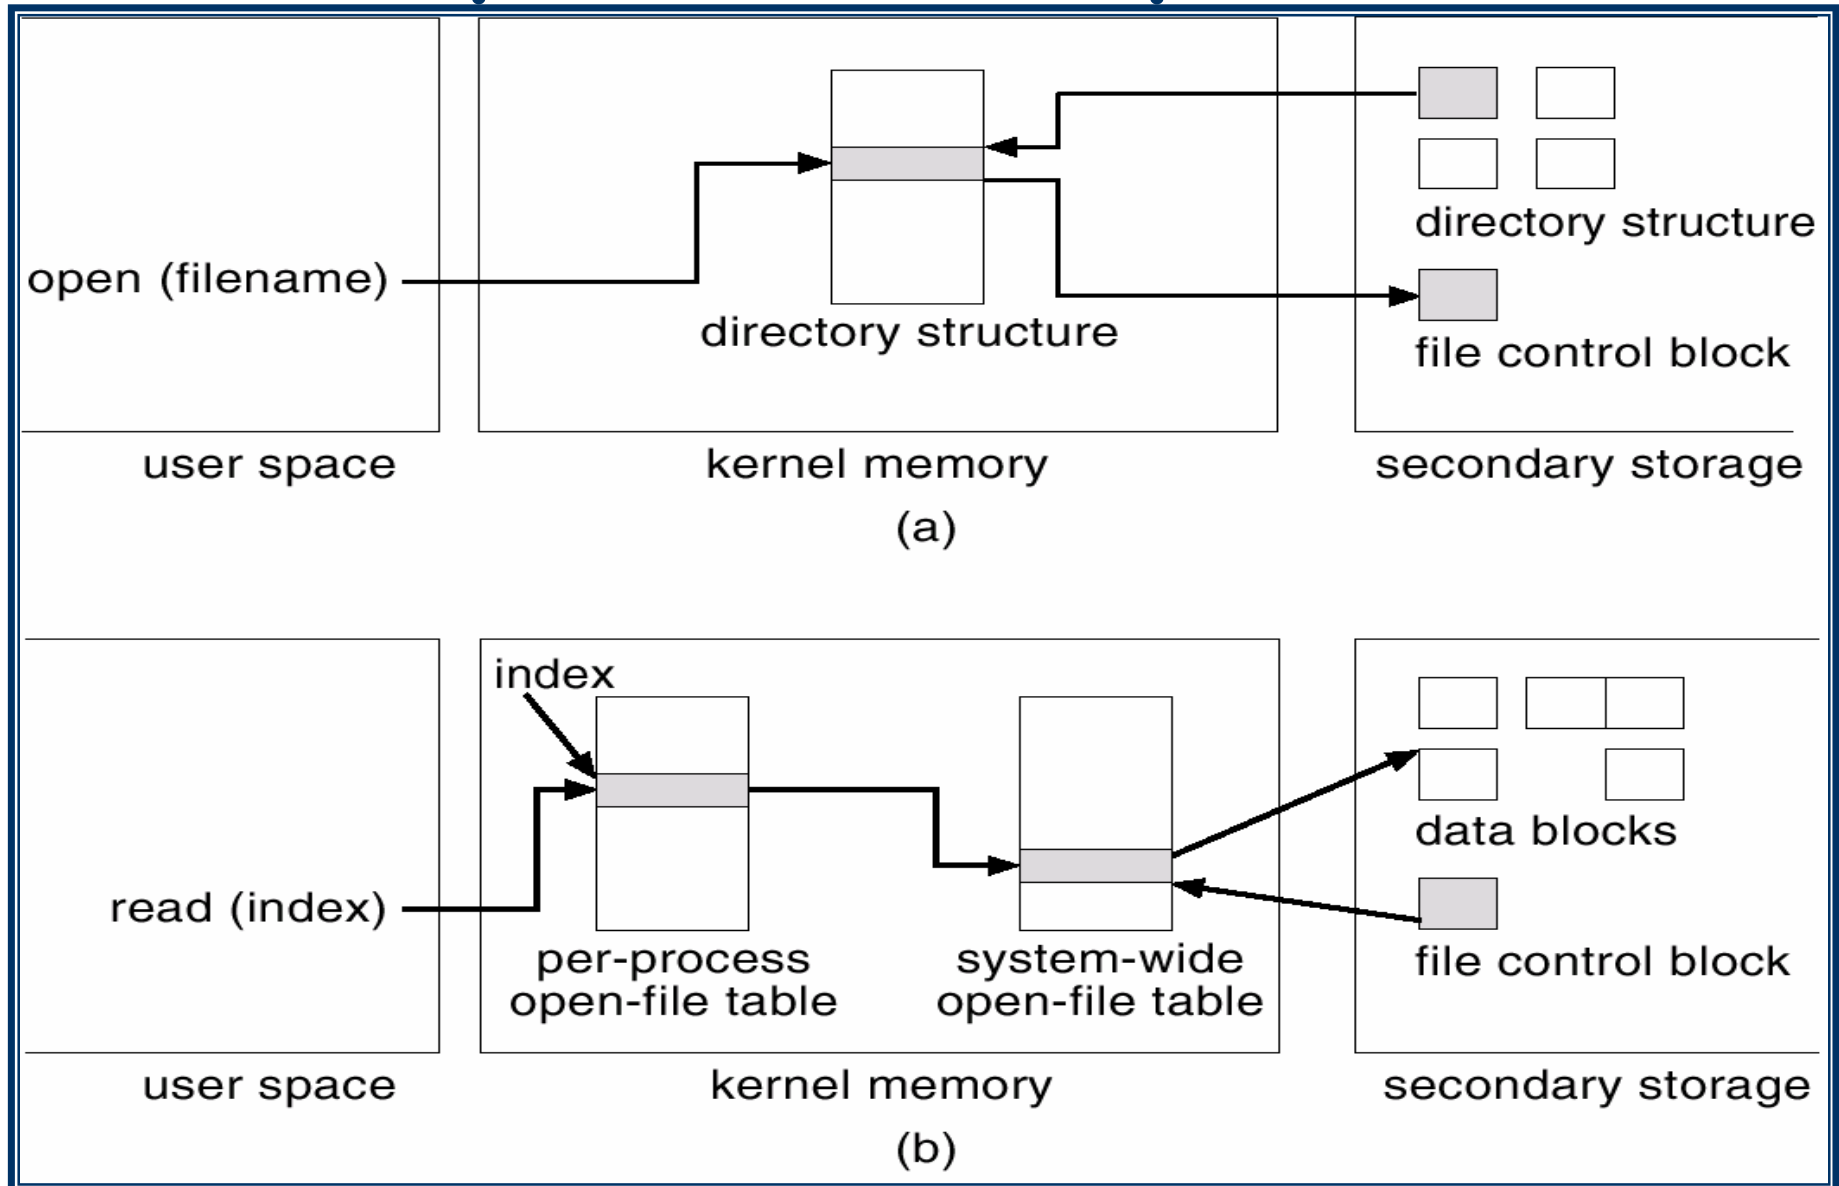 directory structure
open (filename)
directory structure
file control block
user space
kernel memory
secondary storage
(a)
index
data blocks
read (index)
per-process
open-file table
system-wide
open-file table
file control block
user space
kernel memory
secondary storage
(b)